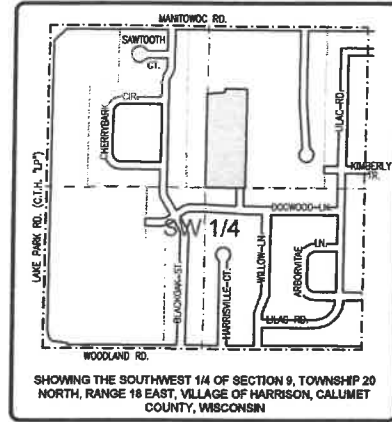 MANITOWOC RD.
SAWTOOTH
CT.
CIR.
CHERRYBARK
LILAC RD.
KIMBERLY
DR.
LAKE PARK RD. (C.T.H. "LP")
DOGWOOD LN.
SW 1/4
BLACKOAK ST.
HARRISVILLE CT.
WILLOW LN.
ARBORVITAE
LN.
LILAC RD.
WOODLAND RD.
SHOWING THE SOUTHWEST 1/4 OF SECTION 9, TOWNSHIP 20
NORTH, RANGE 18 EAST, VILLAGE OF HARRISON, CALUMET
COUNTY, WISCONSIN